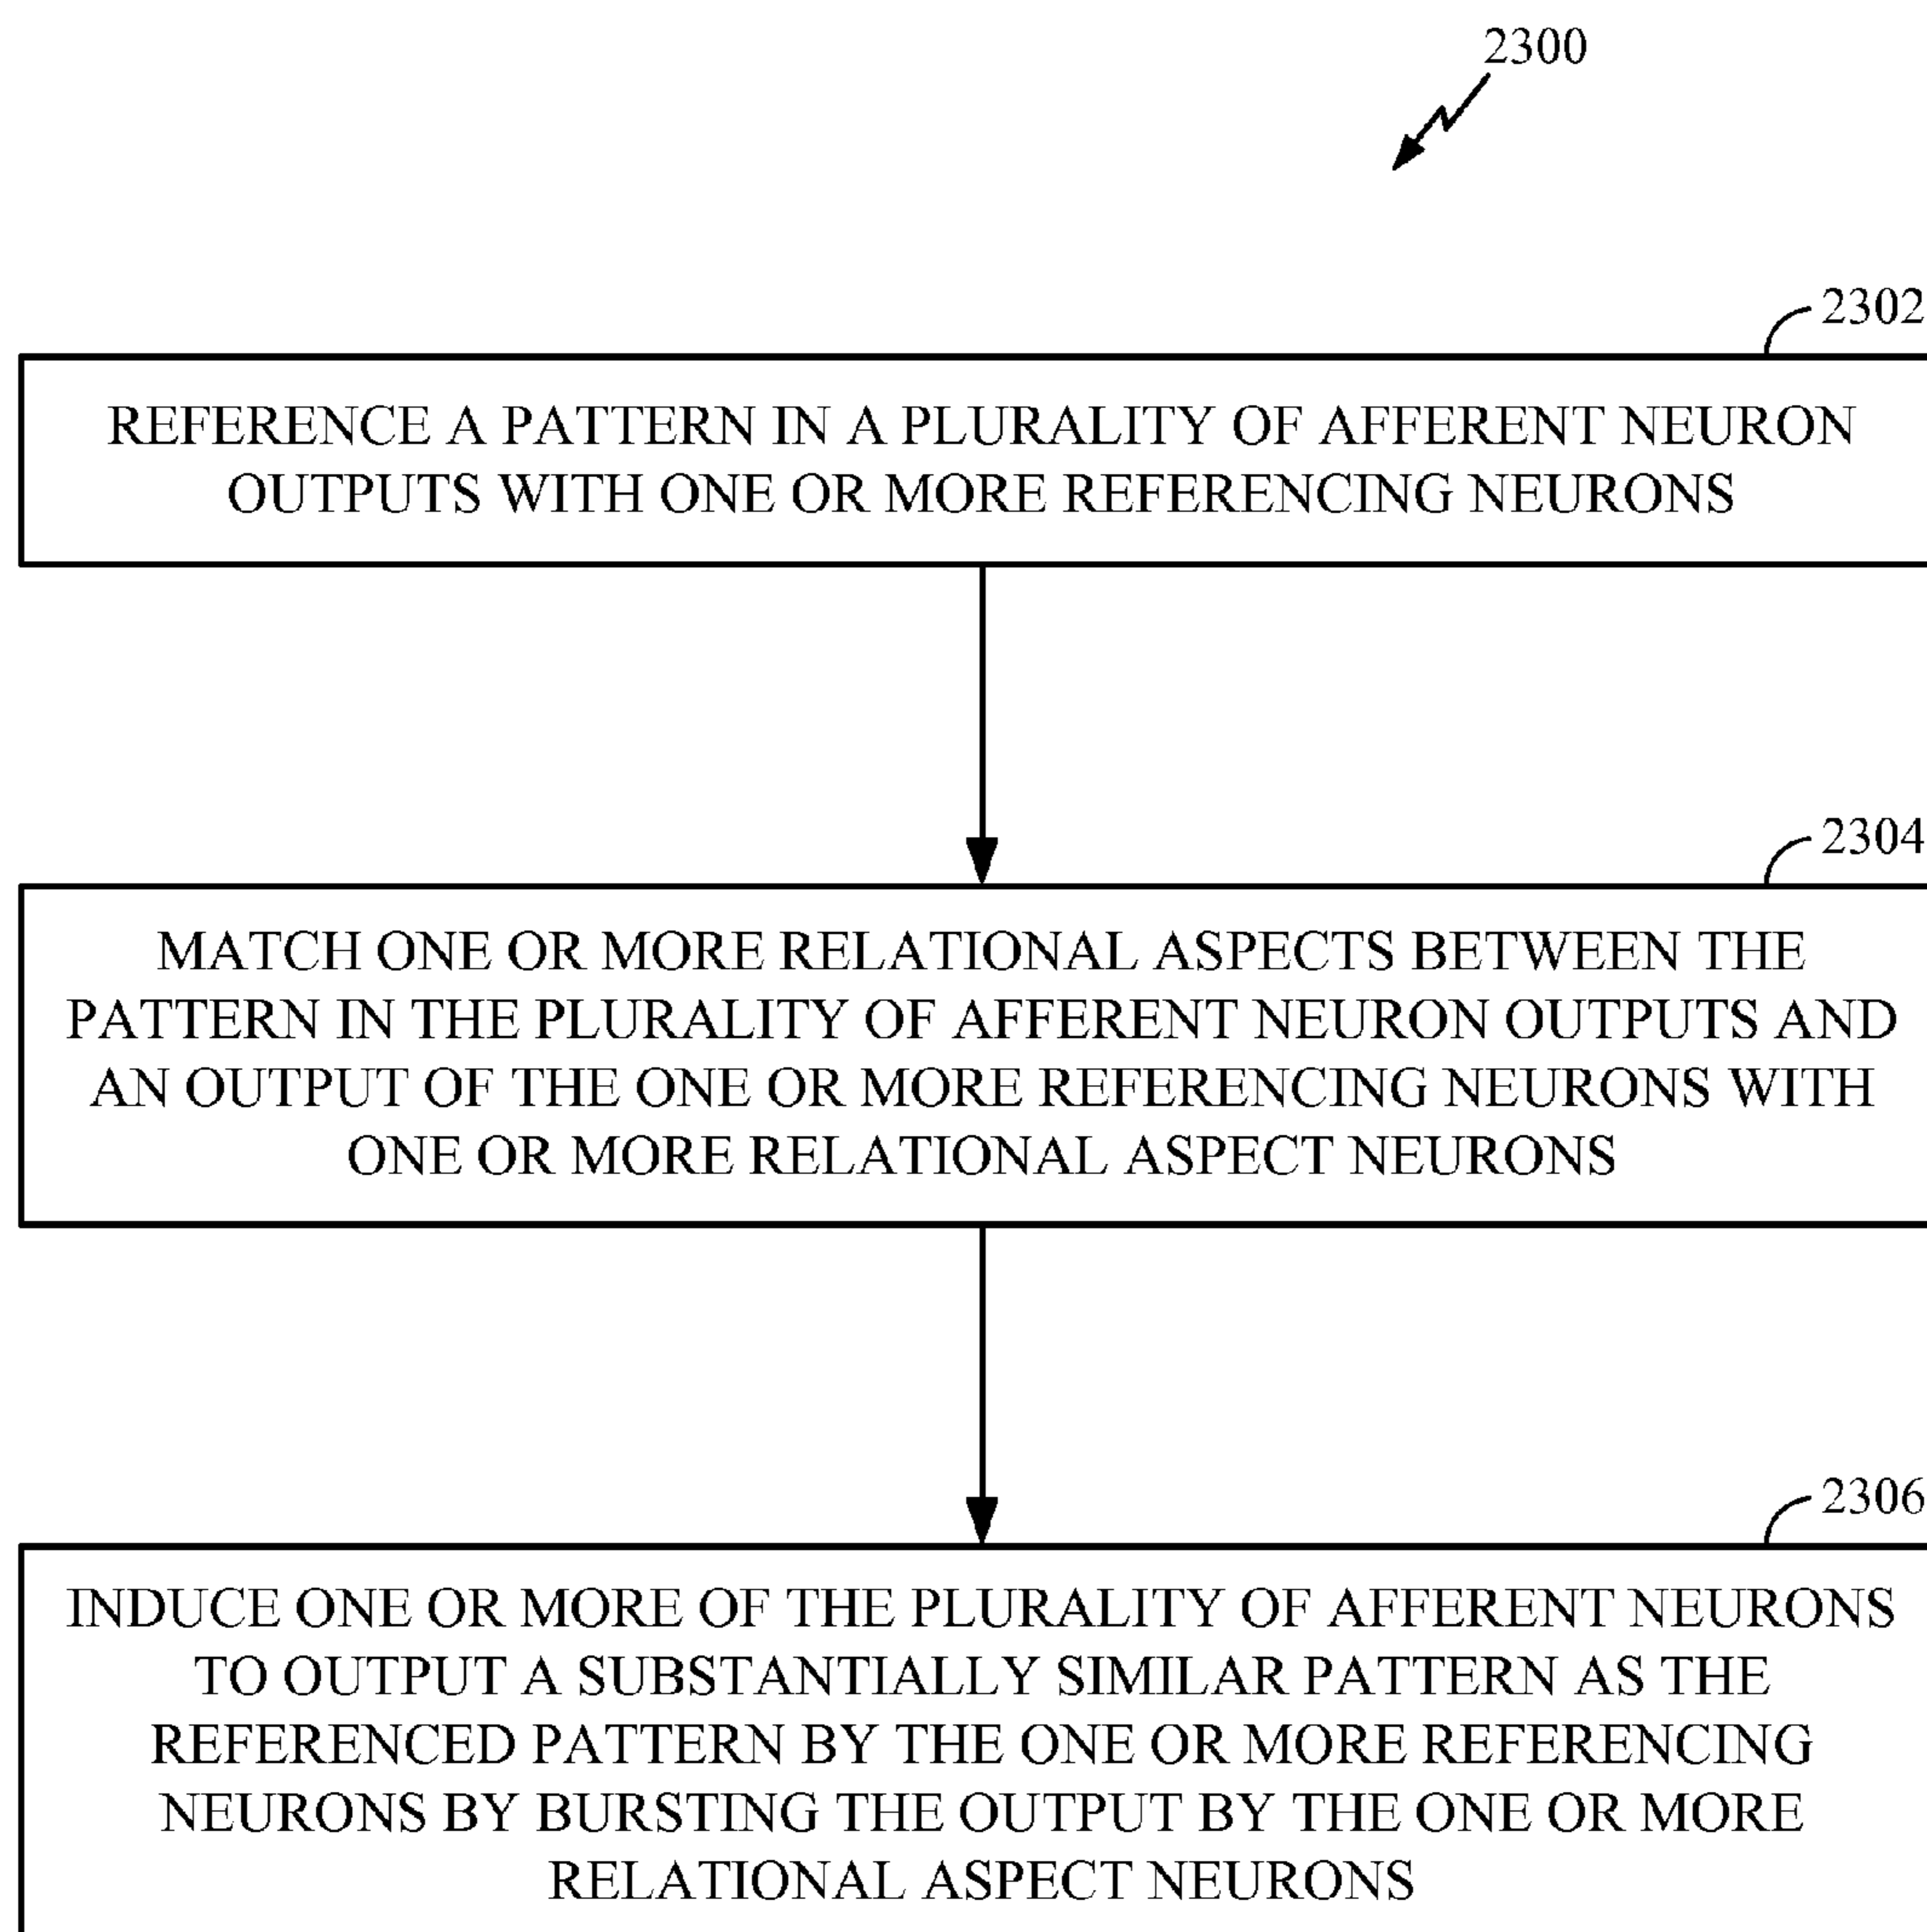 2300
2302
REFERENCE A PATTERN IN A PLURALITY OF AFFERENT NEURON
OUTPUTS WITH ONE OR MORE REFERENCING NEURONS
2304
MATCH ONE OR MORE RELATIONAL ASPECTS BETWEEN THE
PATTERN IN THE PLURALITY OF AFFERENT NEURON OUTPUTS AND
AN OUTPUT OF THE ONE OR MORE REFERENCING NEURONS WITH
ONE OR MORE RELATIONAL ASPECT NEURONS
2306
INDUCE ONE OR MORE OF THE PLURALITY OF AFFERENT NEURONS
TO OUTPUT A SUBSTANTIALLY SIMILAR PATTERN AS THE
REFERENCED PATTERN BY THE ONE OR MORE REFERENCING
NEURONS BY BURSTING THE OUTPUT BY THE ONE OR MORE
RELATIONAL ASPECT NEURONS